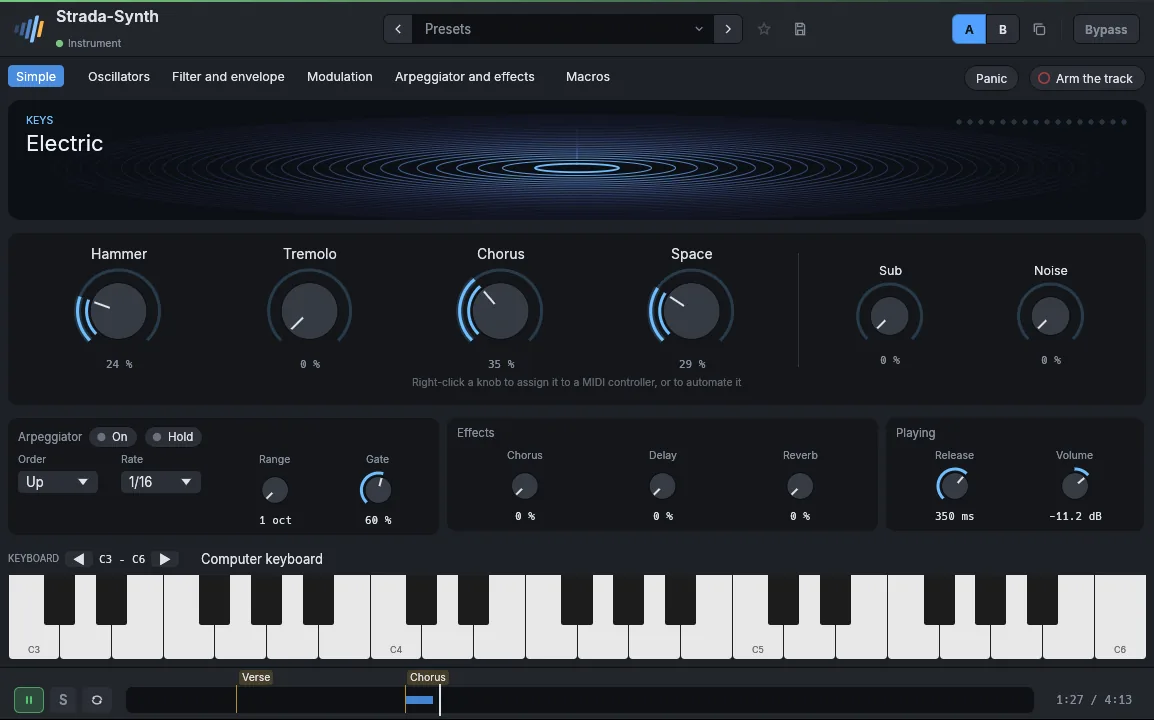 Strada-Synth
Instrument
Presets
A B Bypass
Simple Oscillators Filter and envelope Modulation Arpeggiator and effects Macros Panic Arm the track
KEYS
Electric
Hammer Tremolo Chorus Space Sub Noise
24 % 0 % 35 % 29 % 0 % 0 %
Right-click a knob to assign it to a MIDI controller, or to automate it
Arpeggiator On Hold
Order Rate Range Gate
Up 1/16
1 oct 60 %
Effects
Chorus Delay Reverb
0 % 0 % 0 %
Playing
Release Volume
350 ms -11.2 dB
KEYBOARD C3 - C6 Computer keyboard
C3 C4 C5 C6
Verse Chorus
S 1:27 / 4:13